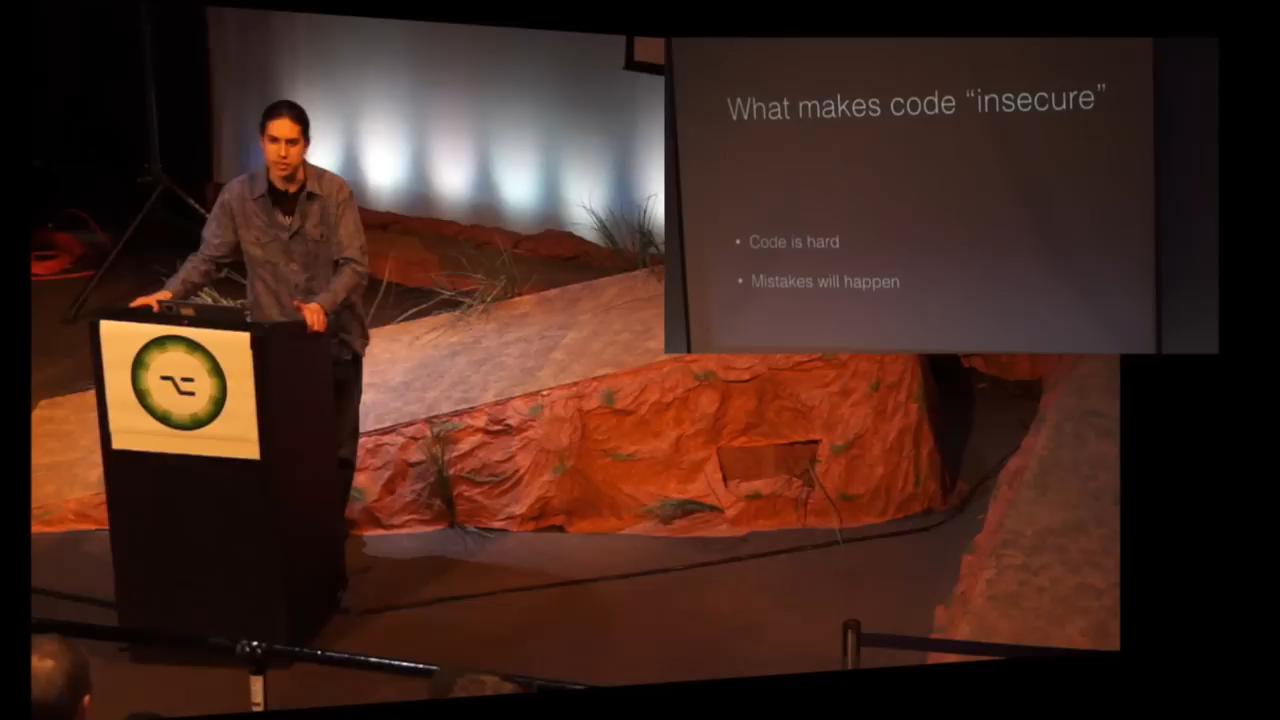 What makes code “insecure”
• Code is hard
• Mistakes will happen